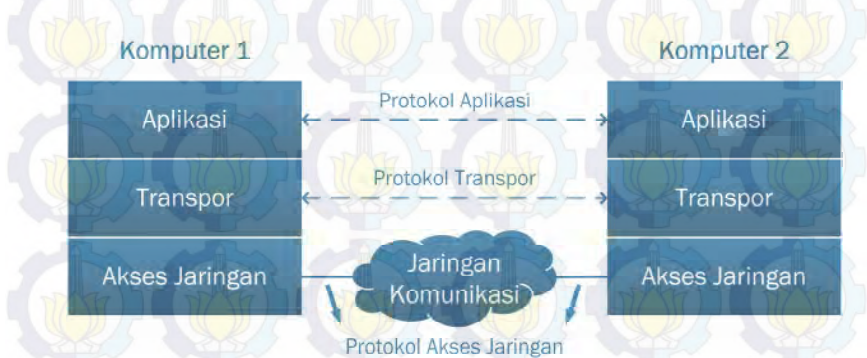 Komputer 1
Komputer 2
Aplikasi
Protokol Aplikasi
Aplikasi
Transpor
Protokol Transpor
Transpor
Akses Jaringan
Jaringan
Komunikasi
Akses Jaringan
Protokol Akses Jaringan